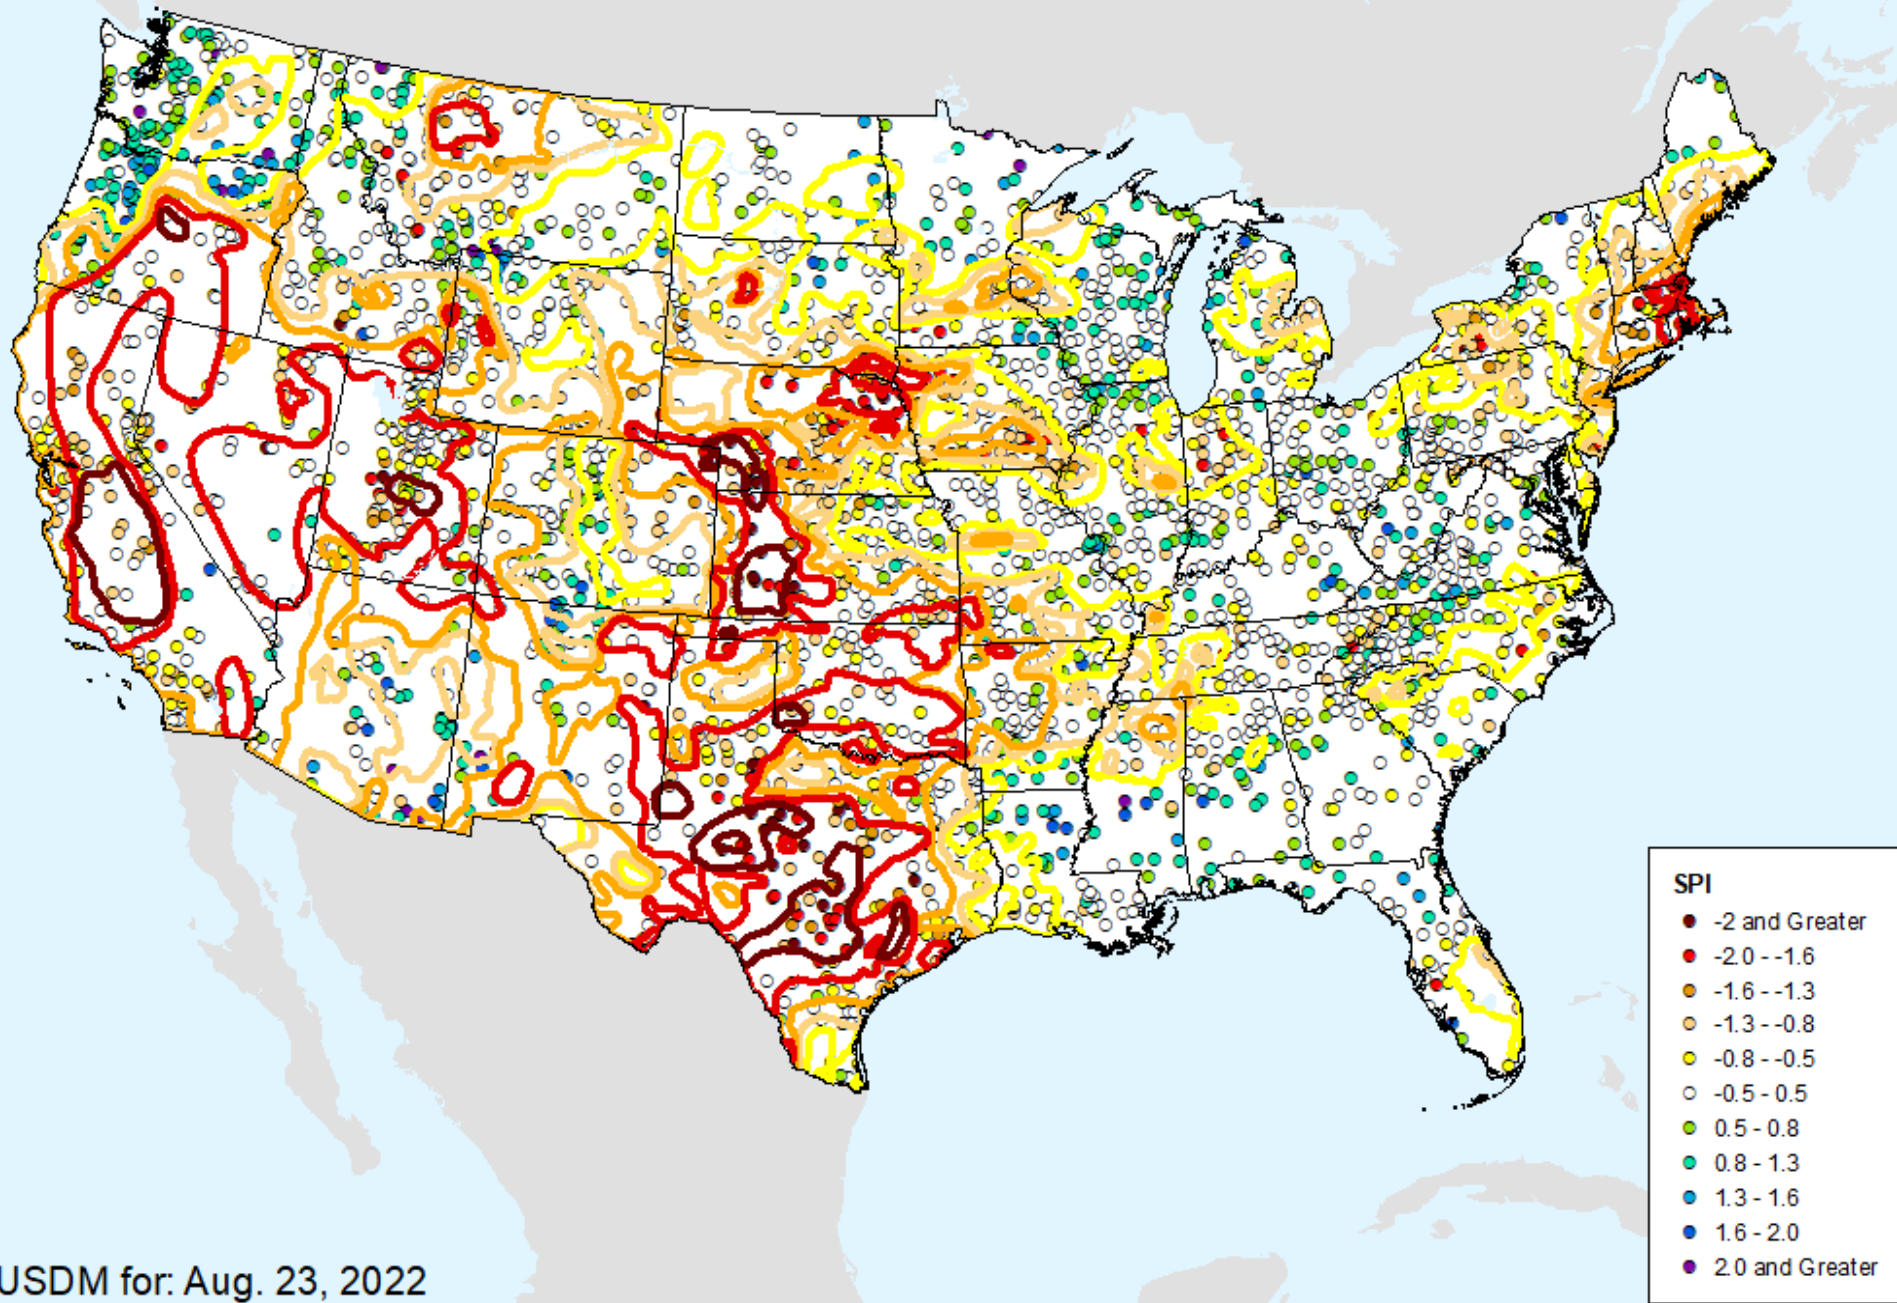 SPI
-2 and Greater
-2.0 - -1.6
-1.6 - -1.3
-1.3 - -0.8
-0.8 - -0.5
-0.5 - 0.5
0.5 - 0.8
0.8 - 1.3
1.3 - 1.6
1.6 - 2.0
2.0 and Greater
USDM for: Aug. 23, 2022